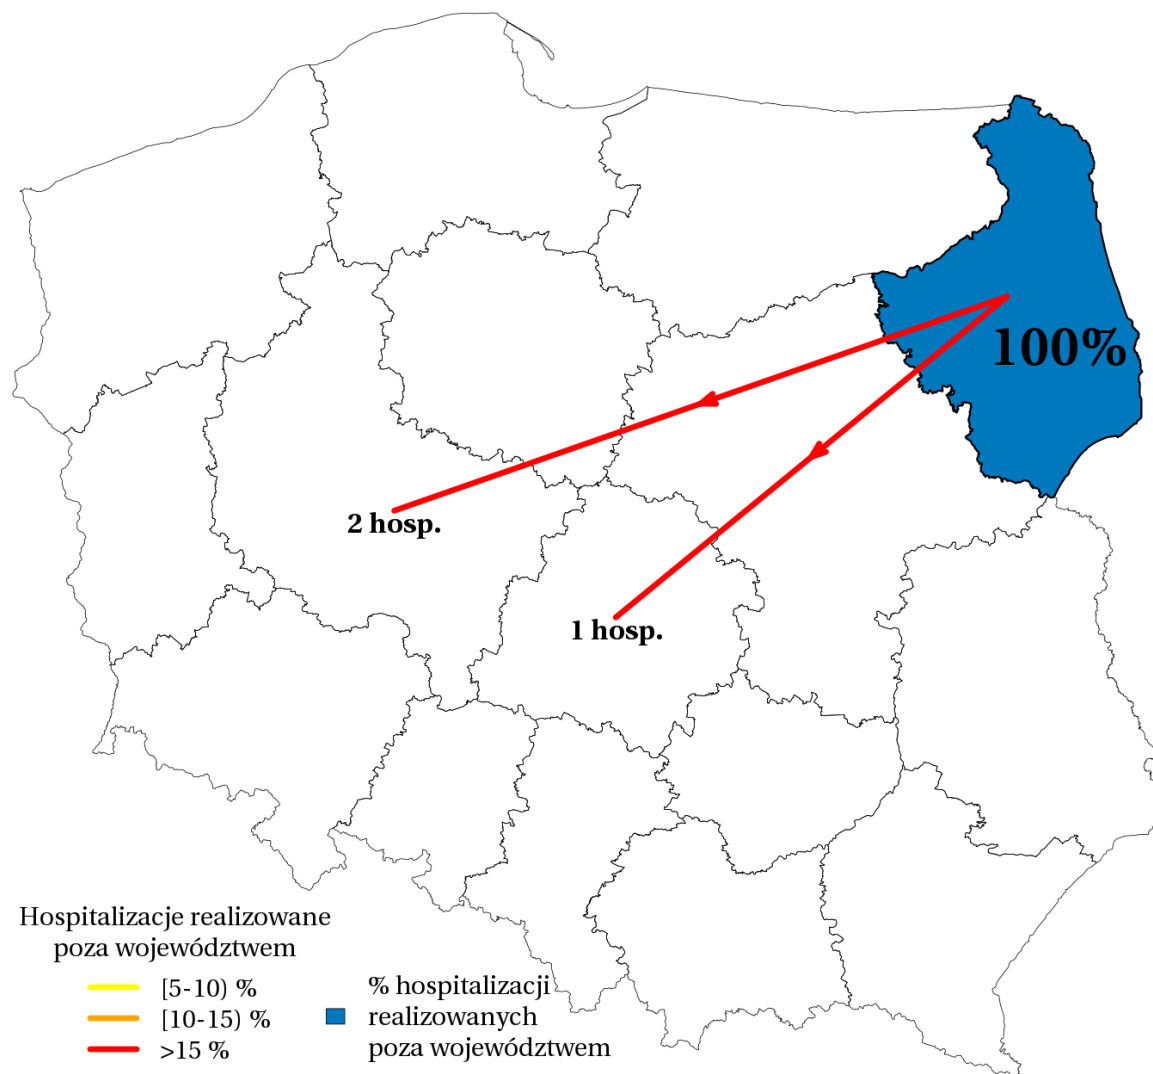 100%
2 hosp.
1 hosp.
Hospitalizacje realizowane
poza województwem
[5-10) %
[10-15) %
>15 %
% hospitalizacji
realizowanych
poza województwem